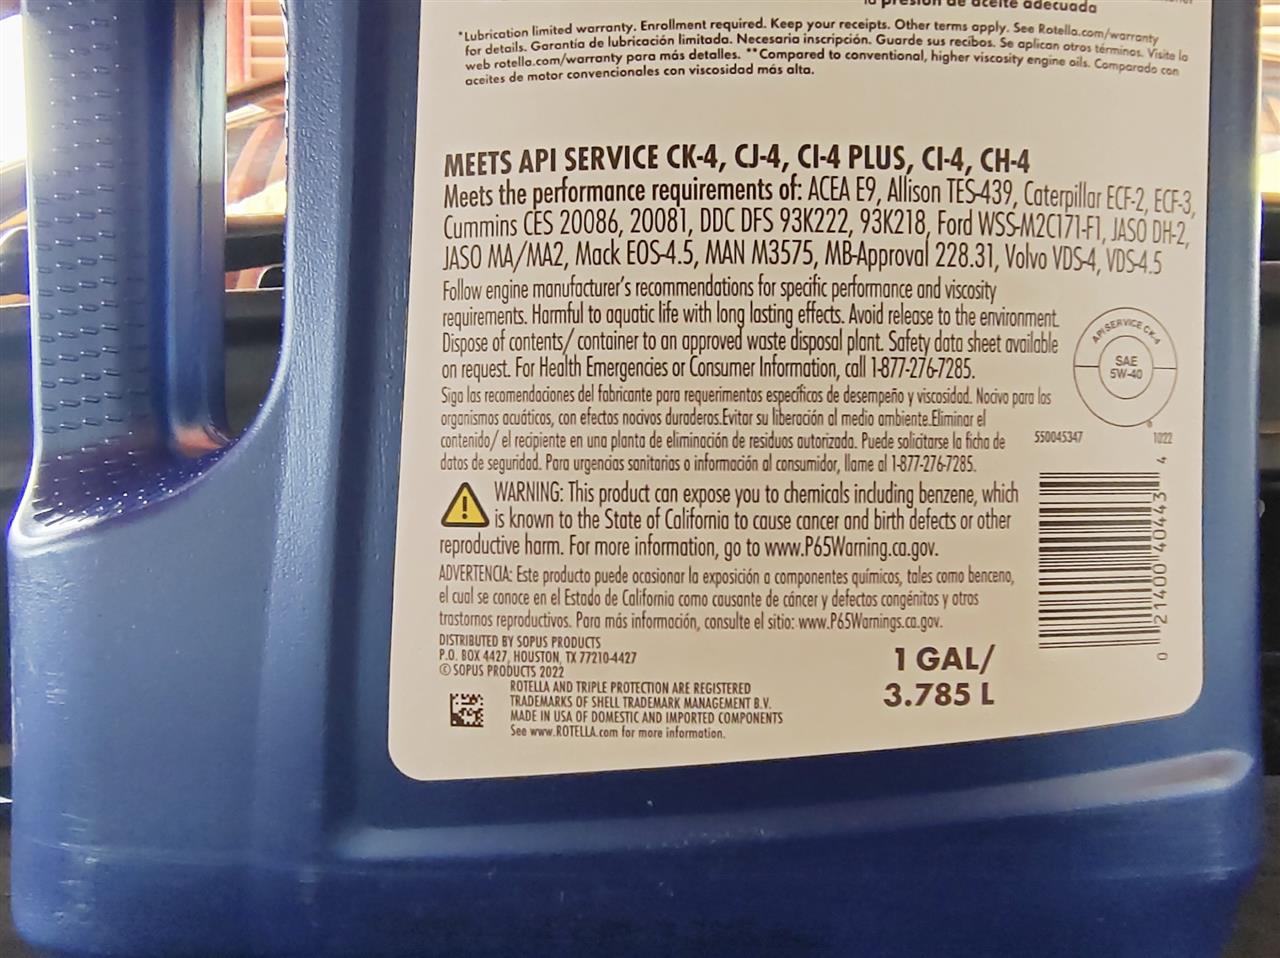 la presión de aceite adecuada
*Lubrication limited warranty. Enrollment required. Keep your receipts. Other terms apply. See Rotella.com/warranty
for details. Garantía de lubricación limitada. Necesaria inscripción. Guarde sus recibos. Se aplican otros términos. Visite la
web rotella.com/warranty para más detalles. **Compared to conventional, higher viscosity engine oils. Comparado con
aceites de motor convencionales con viscosidad más alta.
MEETS API SERVICE CK-4, CJ-4, CI-4 PLUS, CI-4, CH-4
Meets the performance requirements of: ACEA E9, Allison TES-439, Caterpillar ECF-2, ECF-3,
Cummins CES 20086, 20081, DDC DFS 93K222, 93K218, Ford WSS-M2C171-F1, JASO DH-2,
JASO MA/MA2, Mack EOS-4.5, MAN M3575, MB-Approval 228.31, Volvo VDS-4, VDS-4.5
Follow engine manufacturer's recommendations for specific performance and viscosity
requirements. Harmful to aquatic life with long lasting effects. Avoid release to the environment.
Dispose of contents/ container to an approved waste disposal plant. Safety data sheet available
on request. For Health Emergencies or Consumer Information, call 1-877-276-7285.
Siga las recomendaciones del fabricante para requerimientos específicos de desempeño y viscosidad. Nocivo para los
organismos acuáticos, con efectos nocivos duraderos.Evitar su liberación al medio ambiente.Eliminar el
contenido/ el recipiente en una planta de eliminación de residuos autorizada. Puede solicitarse la ficha de
datos de seguridad. Para urgencias sanitarias o información al consumidor, llame al 1-877-276-7285.
API SERVICE CK-4
SAE
5W-40
550045347
1022
WARNING: This product can expose you to chemicals including benzene, which
is known to the State of California to cause cancer and birth defects or other
reproductive harm. For more information, go to www.P65Warning.ca.gov.
ADVERTENCIA: Este producto puede ocasionar la exposición a componentes químicos, tales como benceno,
el cual se conoce en el Estado de California como causante de cáncer y defectos congénitos y otros
trastornos reproductivos. Para más información, consulte el sitio: www.P65Warnings.ca.gov.
0 21400 40443 4
DISTRIBUTED BY SOPUS PRODUCTS
P.O. BOX 4427, HOUSTON, TX 77210-4427
© SOPUS PRODUCTS 2022
ROTELLA AND TRIPLE PROTECTION ARE REGISTERED
TRADEMARKS OF SHELL TRADEMARK MANAGEMENT B.V.
MADE IN USA OF DOMESTIC AND IMPORTED COMPONENTS
See www.ROTELLA.com for more information.
1 GAL/
3.785 L